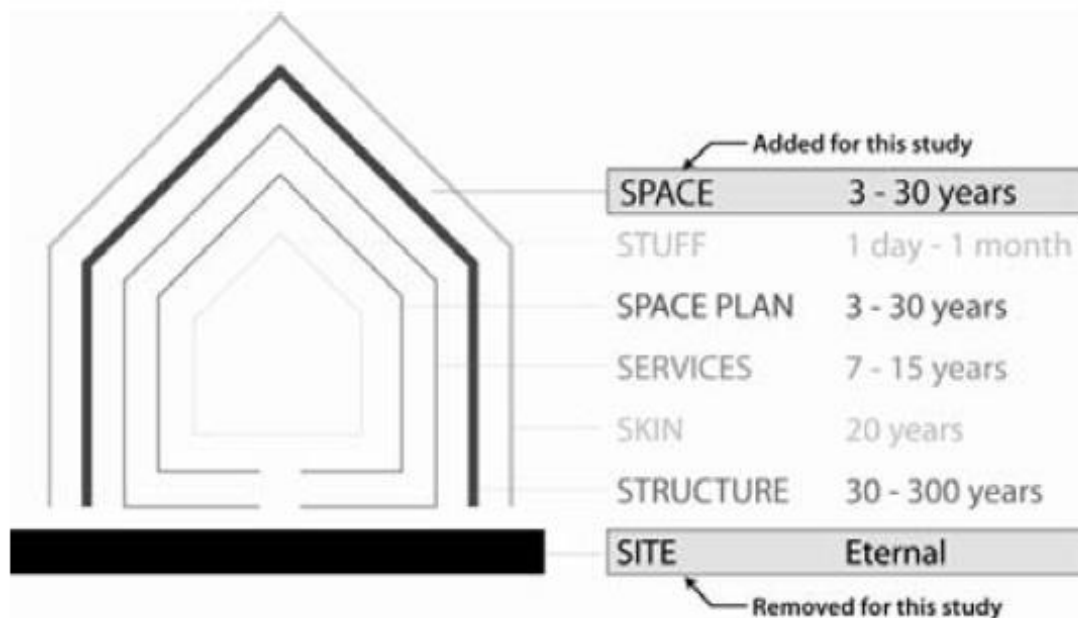 Added for this study
SPACE 3 - 30 years
STUFF 1 day - 1 month
SPACE PLAN 3 - 30 years
SERVICES 7 - 15 years
SKIN 20 years
STRUCTURE 30 - 300 years
SITE Eternal
Removed for this study